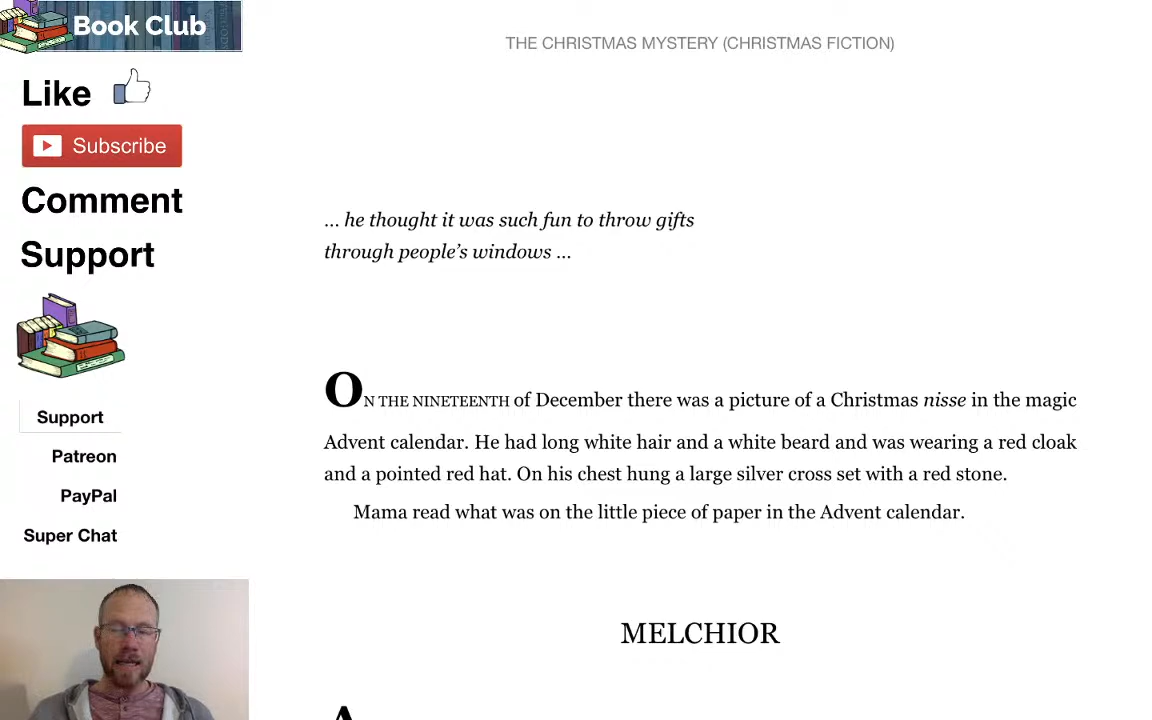 Book Club
Like
Subscribe
Comment
Support
Support
Patreon
PayPal
Super Chat
THE CHRISTMAS MYSTERY (CHRISTMAS FICTION)
... he thought it was such fun to throw gifts
through people’s windows ...
ON THE NINETEENTH of December there was a picture of a Christmas nisse in the magic
Advent calendar. He had long white hair and a white beard and was wearing a red cloak
and a pointed red hat. On his chest hung a large silver cross set with a red stone.
Mama read what was on the little piece of paper in the Advent calendar.
MELCHIOR
A